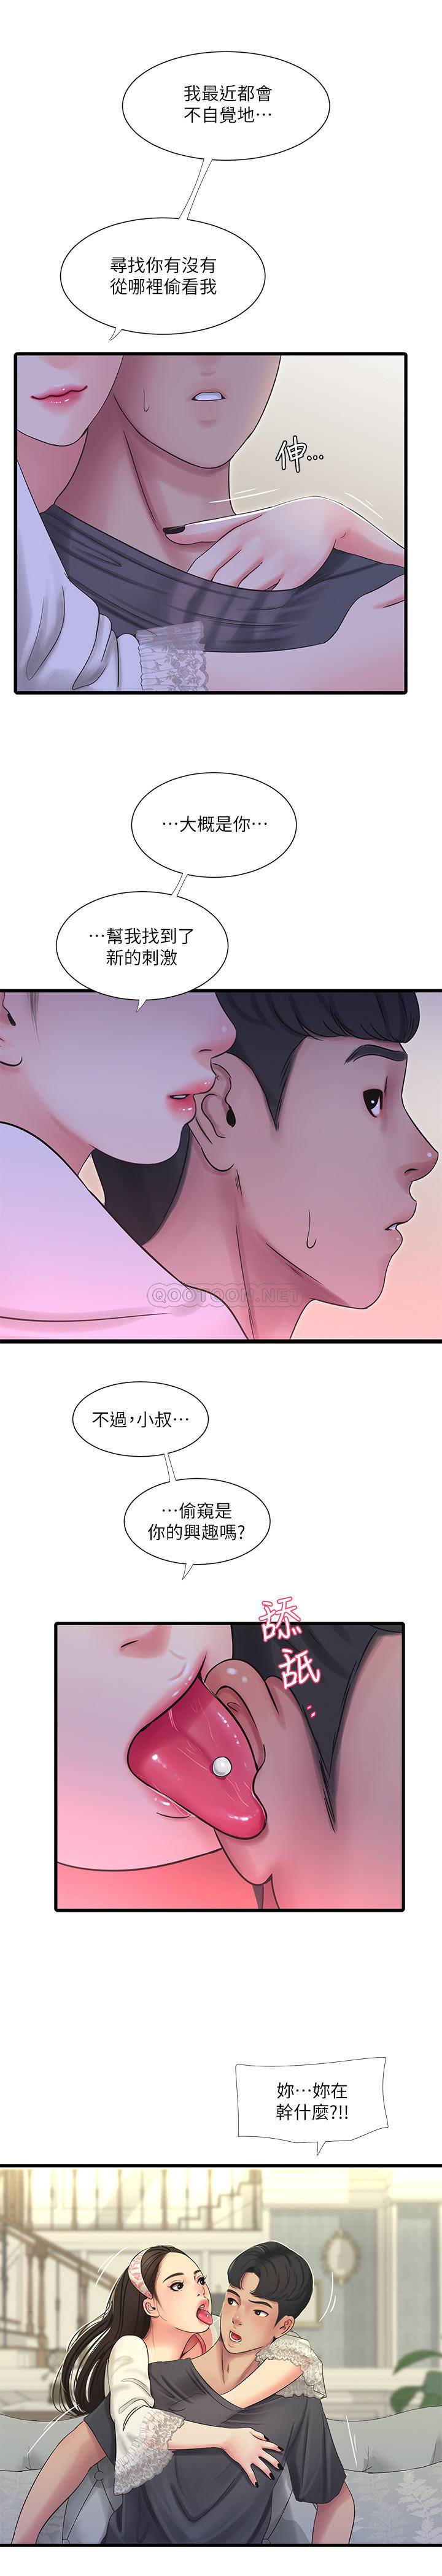 我最近都會
不自覺地…
尋找你有沒有
從哪裡偷看我
伸…
…大概是你…
…幫我找到了
新的刺激
QOOTOON.NET
不過，小叔…
…偷窺是
你的興趣嗎?
舔
舐
妳…妳在
幹什麼?!!